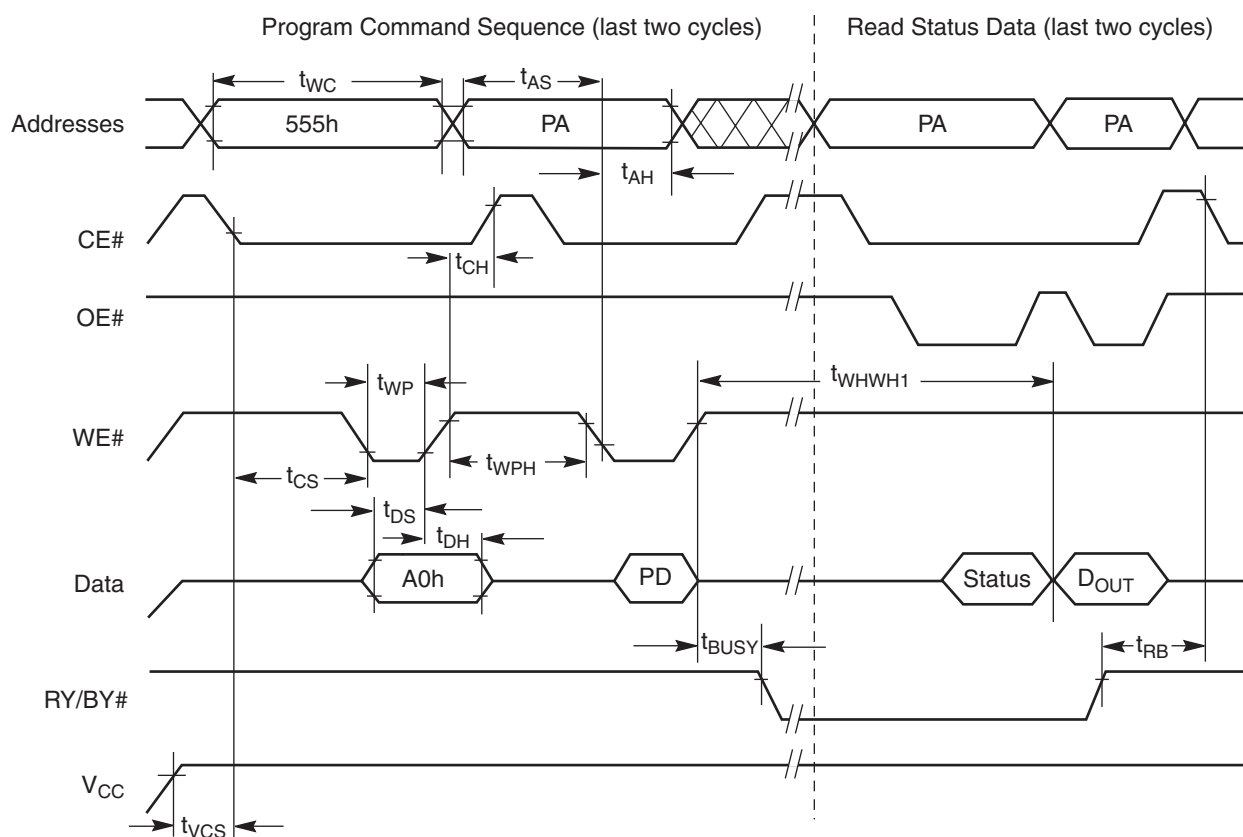 Program Command Sequence (last two cycles)
Read Status Data (last two cycles)
tWC
tAS
Addresses
555h
PA
PA
PA
tAH
CE#
tCH
OE#
tWP
tWHWH1
WE#
tCS
tWPH
tDS
tDH
Data
A0h
PD
Status
DOUT
tBUSY
tRB
RY/BY#
VCC
tVCS